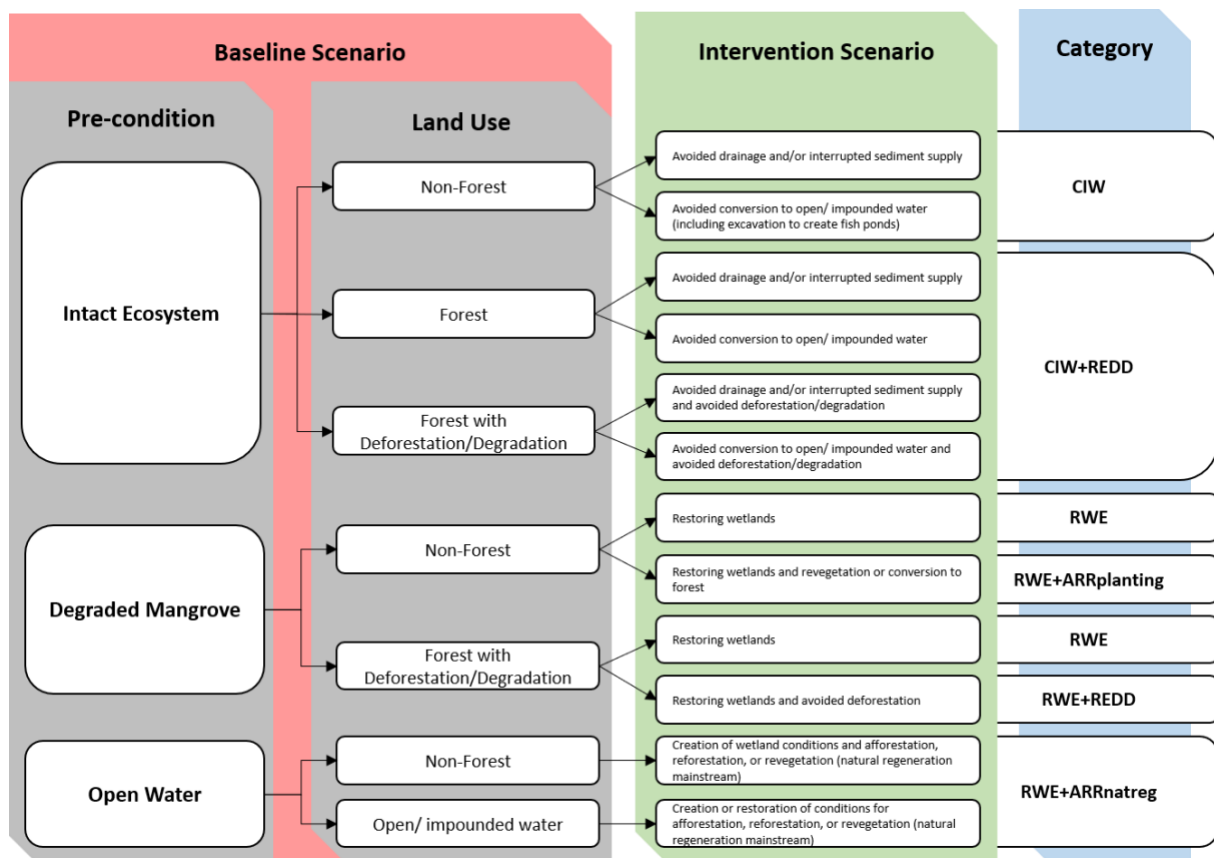 Baseline Scenario
Intervention Scenario
Category
Pre-condition
Land Use
Intact Ecosystem
Non-Forest
Avoided drainage and/or interrupted sediment supply
Avoided conversion to open/ impounded water
(including excavation to create fish ponds)
CIW
Forest
Avoided drainage and/or interrupted sediment supply
Avoided conversion to open/ impounded water
Forest with
Deforestation/Degradation
Avoided drainage and/or interrupted sediment supply
and avoided deforestation/degradation
Avoided conversion to open/ impounded water and
avoided deforestation/degradation
CIW+REDD
Degraded Mangrove
Non-Forest
Restoring wetlands
RWE
Restoring wetlands and revegetation or conversion to
forest
RWE+ARRplanting
Forest with
Deforestation/Degradation
Restoring wetlands
RWE
Restoring wetlands and avoided deforestation
RWE+REDD
Open Water
Non-Forest
Creation of wetland conditions and afforestation,
reforestation, or revegetation (natural regeneration
mainstream)
Open/ impounded water
Creation or restoration of conditions for
afforestation, reforestation, or revegetation (natural
regeneration mainstream)
RWE+ARRnatreg